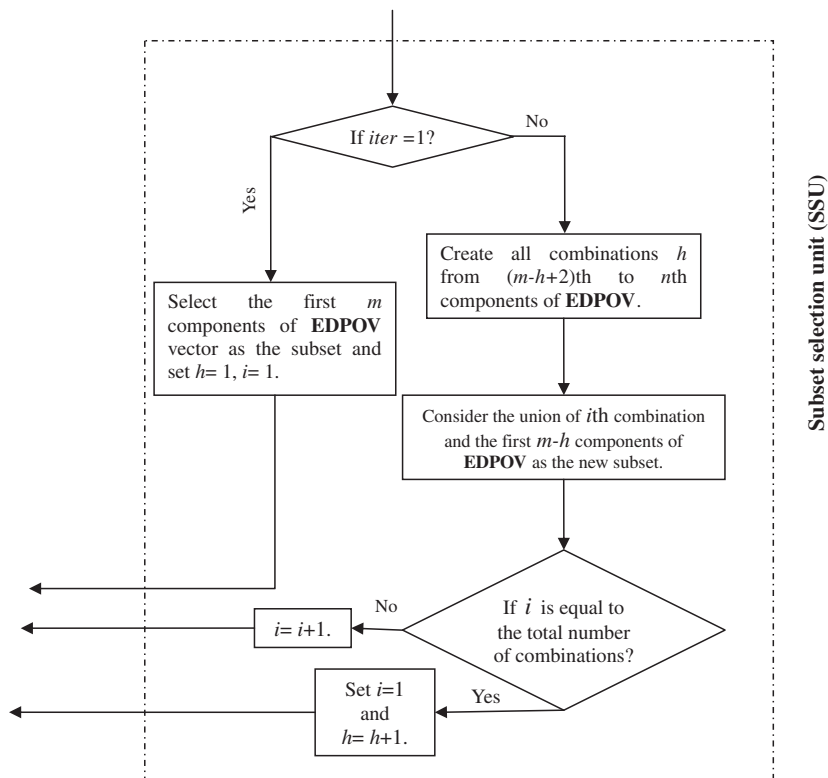 If iter =1?
No
Yes
Create all combinations h
from (m-h+2)th to nth
components of EDPOV.
Select the first m
components of EDPOV
vector as the subset and
set h= 1, i= 1.
Consider the union of ith combination
and the first m-h components of
EDPOV as the new subset.
If i is equal to
the total number
of combinations?
No
i= i+1.
Yes
Set i=1
and
h= h+1.
Subset selection unit (SSU)